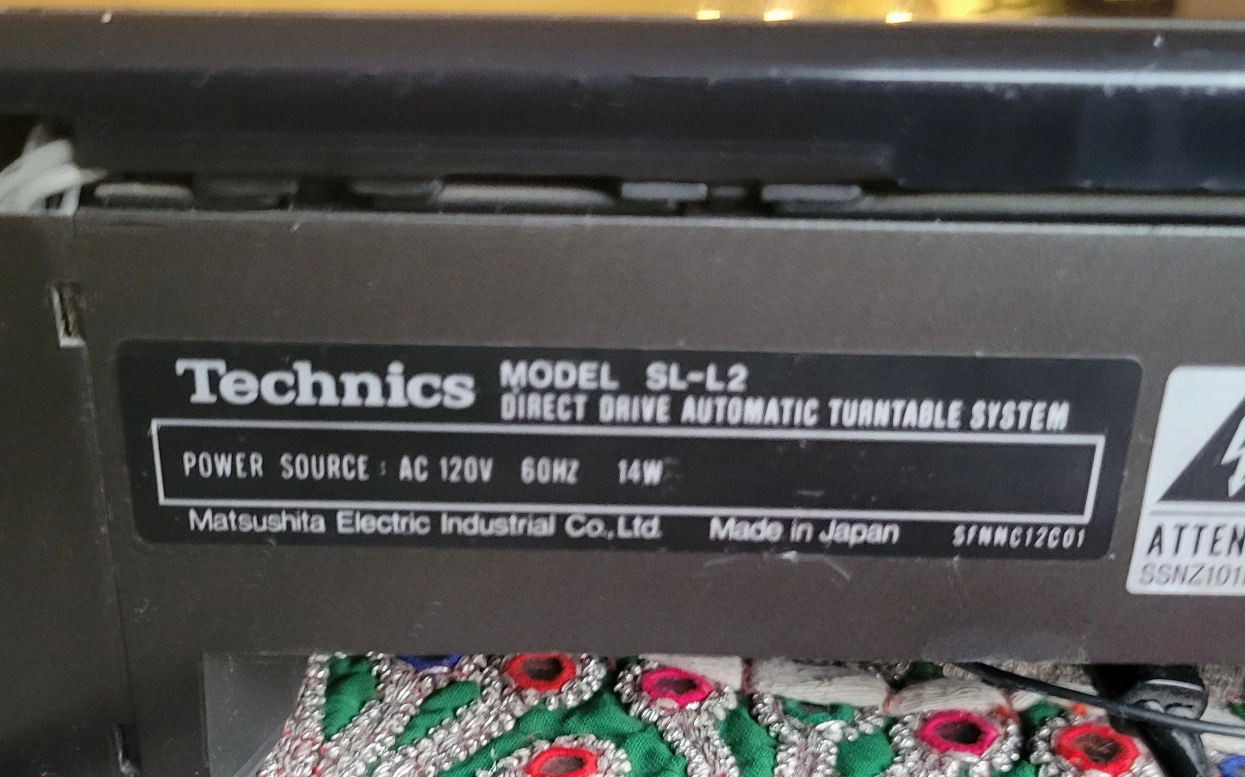 Technics MODEL SL-L2
DIRECT DRIVE AUTOMATIC TURNTABLE SYSTEM
POWER SOURCE : AC 120V 60HZ 14W
Matsushita Electric Industrial Co., Ltd. Made in Japan SFNNC12C01
ATTEN
SSNZ101